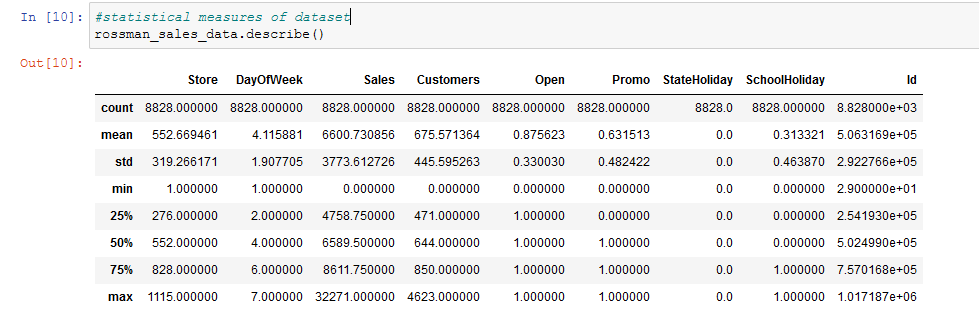 In [10]: #statistical measures of dataset
rossman_sales_data.describe()
Out[10]:
Store DayOfWeek Sales Customers Open Promo StateHoliday SchoolHoliday Id
count 8828.000000 8828.000000 8828.000000 8828.000000 8828.000000 8828.000000 8828.0 8828.000000 8.828000e+03
mean 552.669461 4.115881 6600.730856 675.571364 0.875623 0.631513 0.0 0.313321 5.063169e+05
std 319.266171 1.907705 3773.612726 445.595263 0.330030 0.482422 0.0 0.463870 2.922766e+05
min 1.000000 1.000000 0.000000 0.000000 0.000000 0.000000 0.0 0.000000 2.900000e+01
25% 276.000000 2.000000 4758.750000 471.000000 1.000000 0.000000 0.0 0.000000 2.541930e+05
50% 552.000000 4.000000 6589.500000 644.000000 1.000000 1.000000 0.0 0.000000 5.024990e+05
75% 828.000000 6.000000 8611.750000 850.000000 1.000000 1.000000 0.0 1.000000 7.570168e+05
max 1115.000000 7.000000 32271.000000 4623.000000 1.000000 1.000000 0.0 1.000000 1.017187e+06